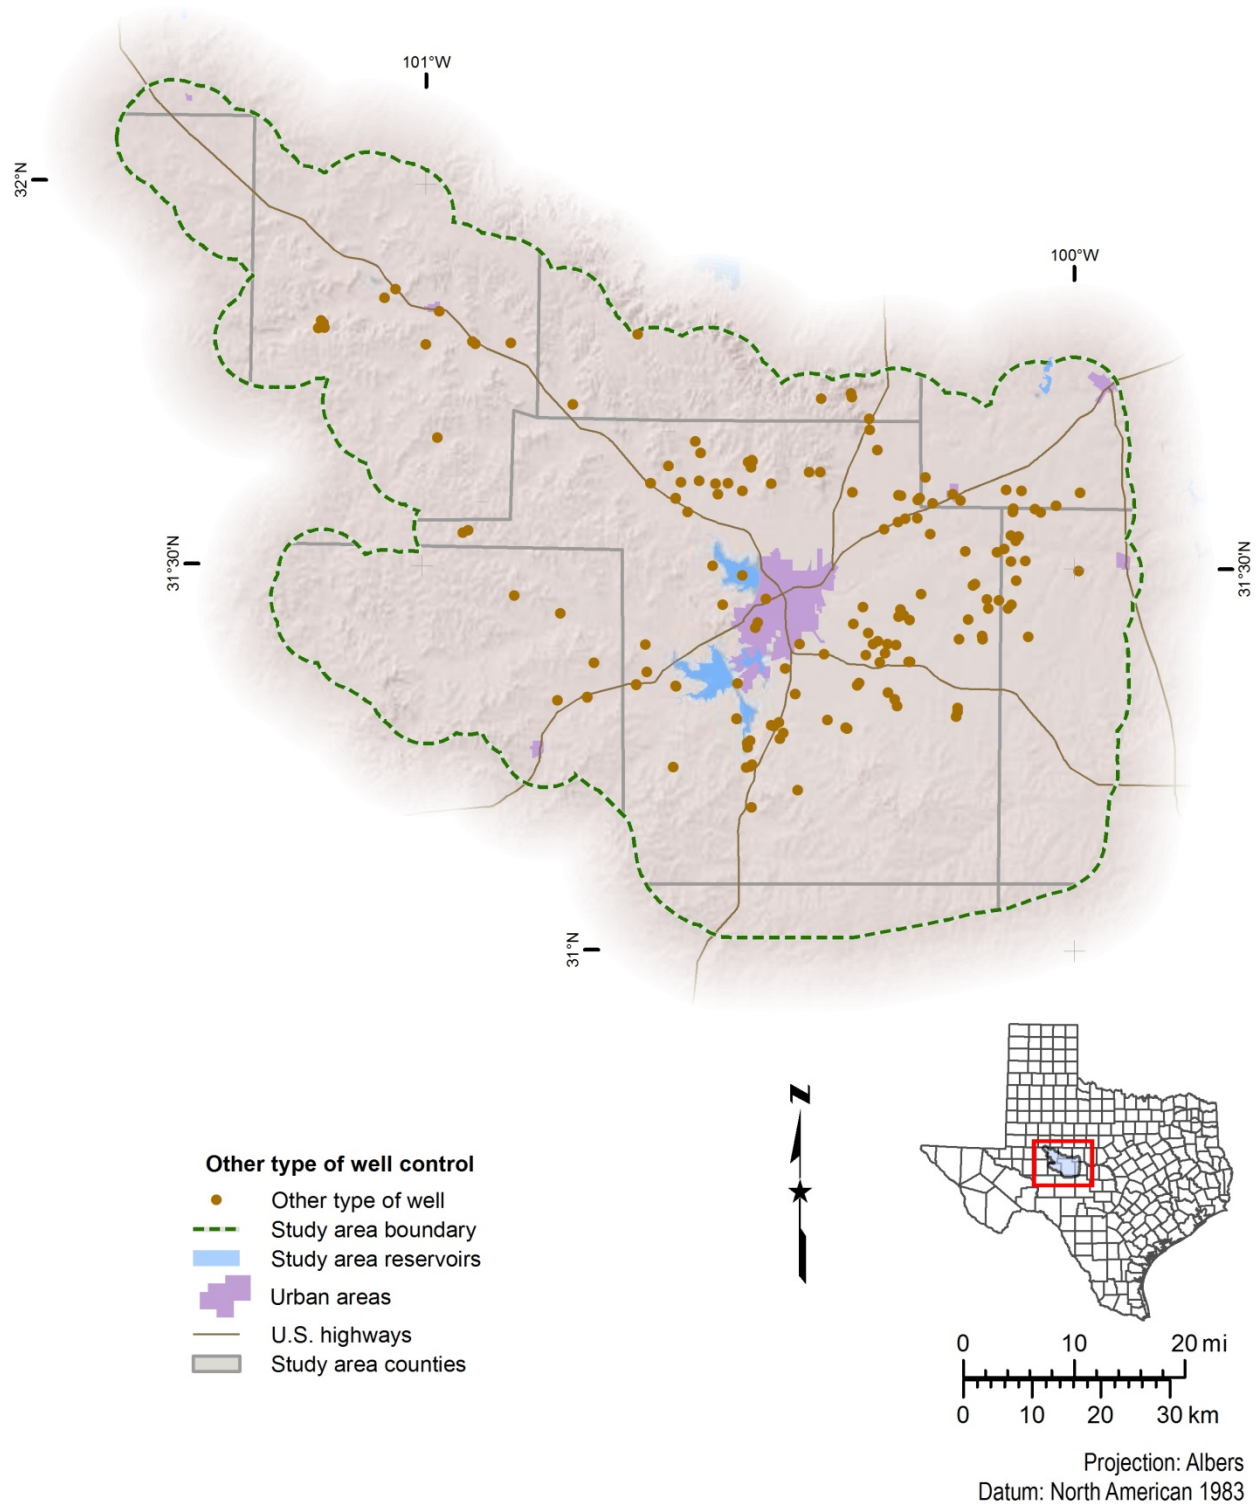 101°W
32°N
100°W
31°30'N
31°30'N
31°N
N
Other type of well control
Other type of well
Study area boundary
Study area reservoirs
Urban areas
U.S. highways
Study area counties
0 10 20 mi
0 10 20 30 km
Projection: Albers
Datum: North American 1983